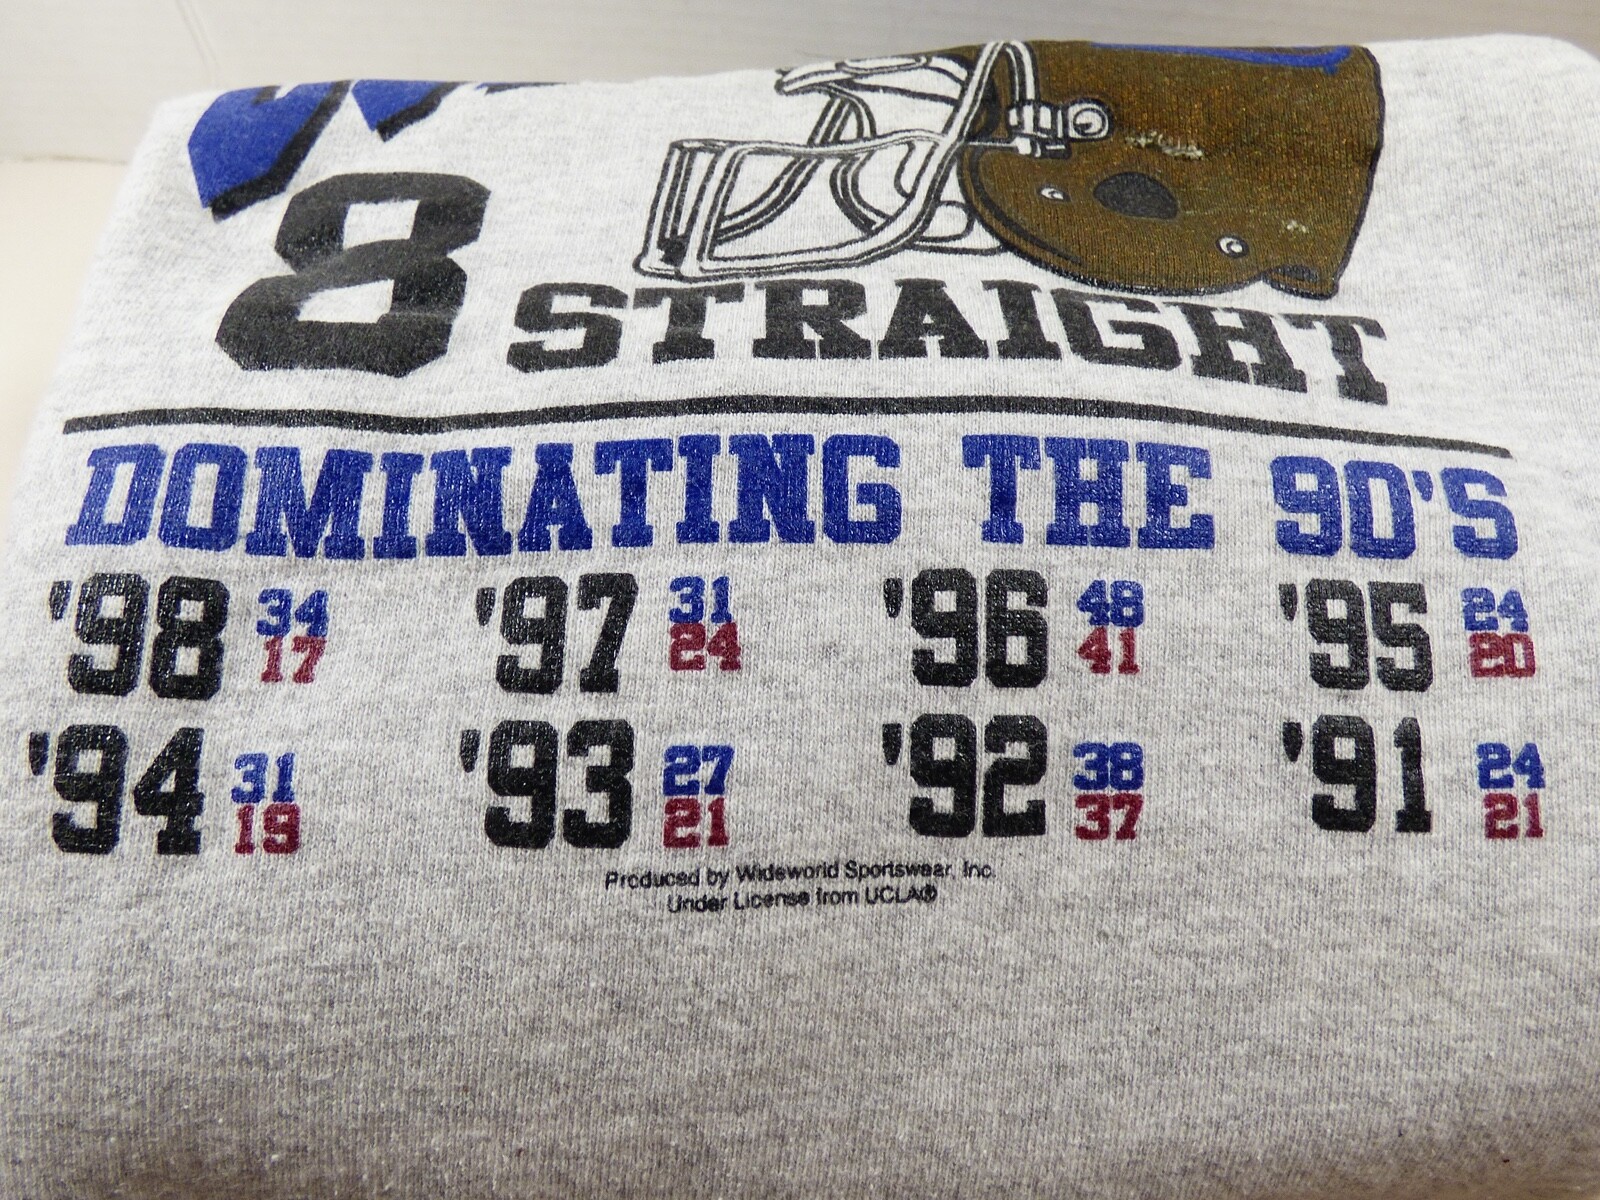 8 STRAIGHT
DOMINATING THE 90'S
'98 34 17 '97 31 24 '96 48 41 '95 24 20
'94 31 19 '93 27 21 '92 38 37 '91 24 21
Produced by Wideworld Sportswear, Inc.
Under License from UCLA®